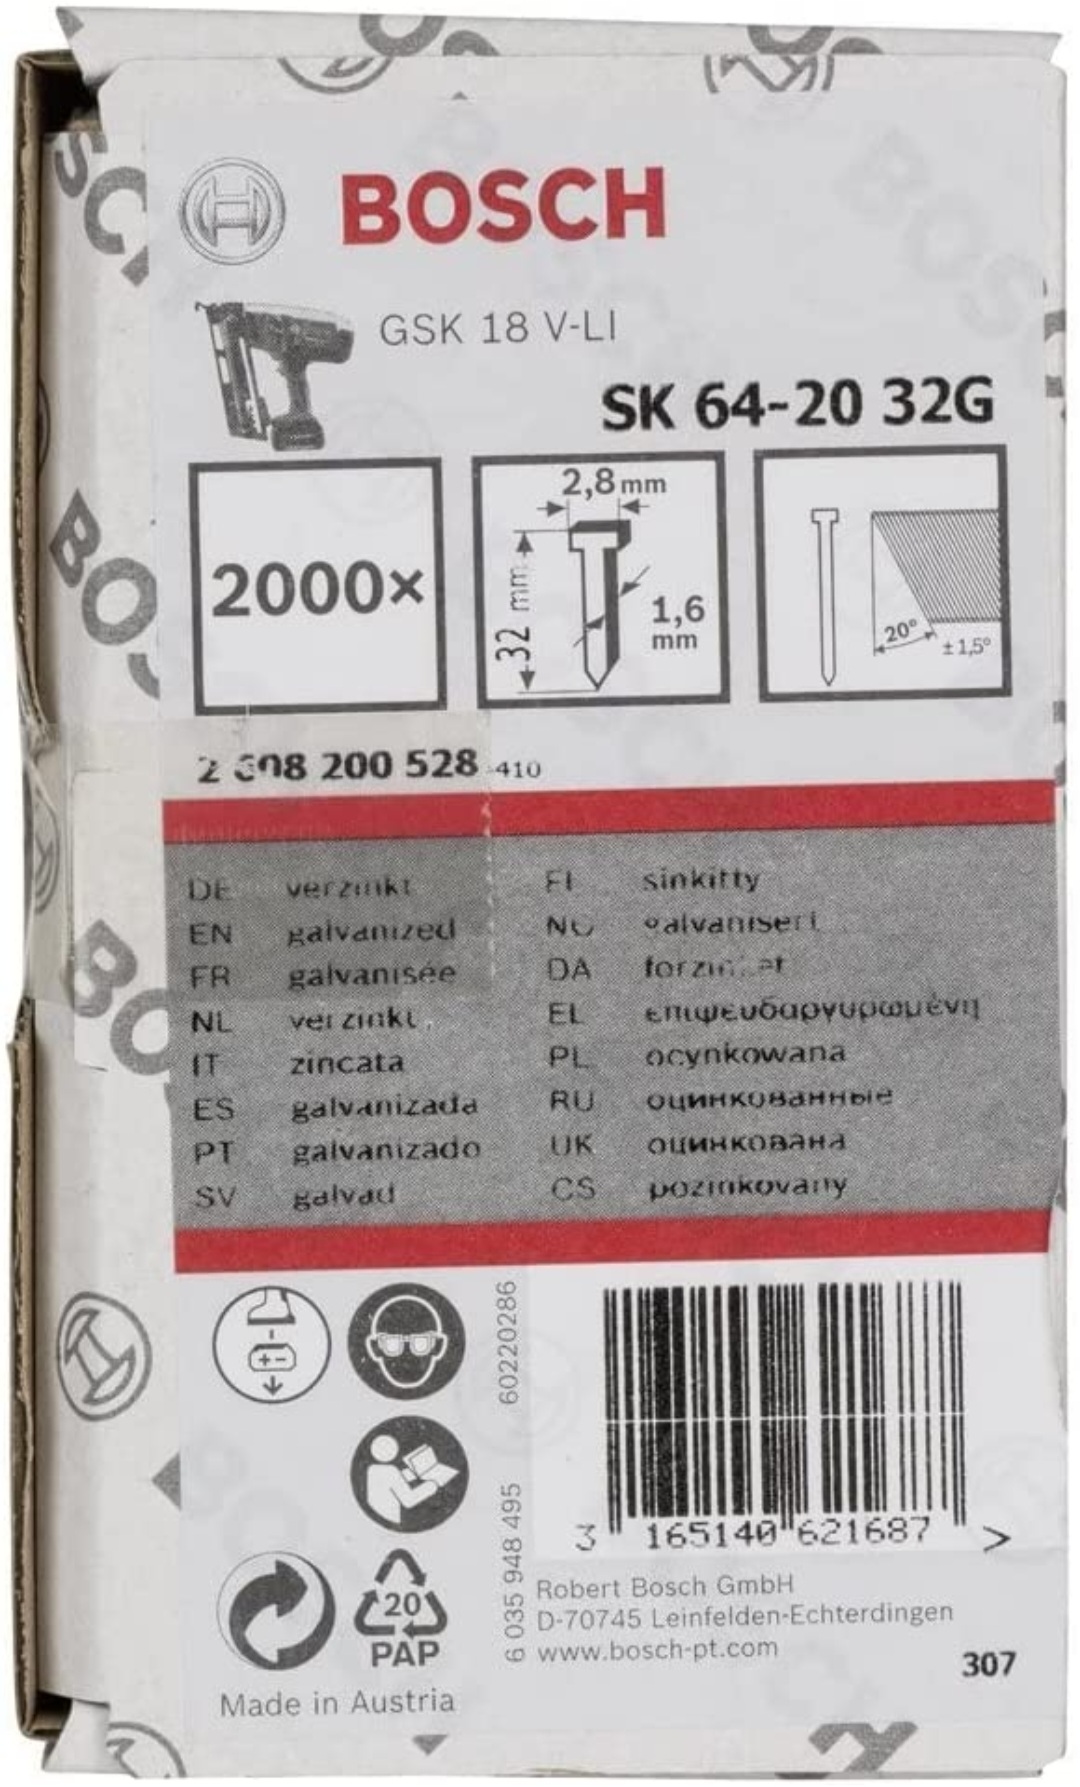 BOSCH
GSK 18 V-LI
SK 64-20 32G
2000×
2,8 mm
32 mm
1,6
mm
20°
±1,5°
2 608 200 528 410
DE verzinkt
EN galvanized
FR galvanisée
NL verzinkt
IT zincata
ES galvanizada
PT galvanizado
SV galvad
FI sinkitty
NO galvanisert
DA forzinket
EL επιψευδαργυρωμένη
PL ocynkowana
RU оцинкованные
UK оцинкована
CS pozinkovany
60220286
6 035 948 495
3 165140 621687 >
20
PAP
Robert Bosch GmbH
D-70745 Leinfelden-Echterdingen
www.bosch-pt.com
307
Made in Austria